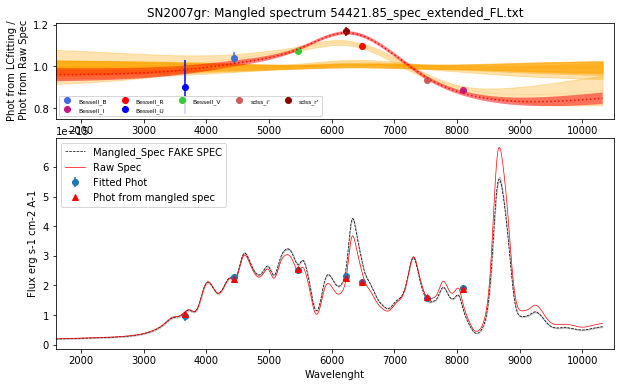 SN2007gr: Mangled spectrum 54421.85_spec_extended_FL.txt
Phot from LCfitting /
Phot from Raw Spec
1.2
1.0
0.8
Bessell_B
Bessell_I
Bessell_R
Bessell_U
Bessell_V
sdss_i'
sdss_r'
2000 3000 4000 5000 6000 7000 8000 9000 10000
Flux erg s-1 cm-2 A-1
6
5
4
3
2
1
0
Mangled_Spec FAKE SPEC
Raw Spec
Fitted Phot
Phot from mangled spec
2000 3000 4000 5000 6000 7000 8000 9000 10000
Wavelenght